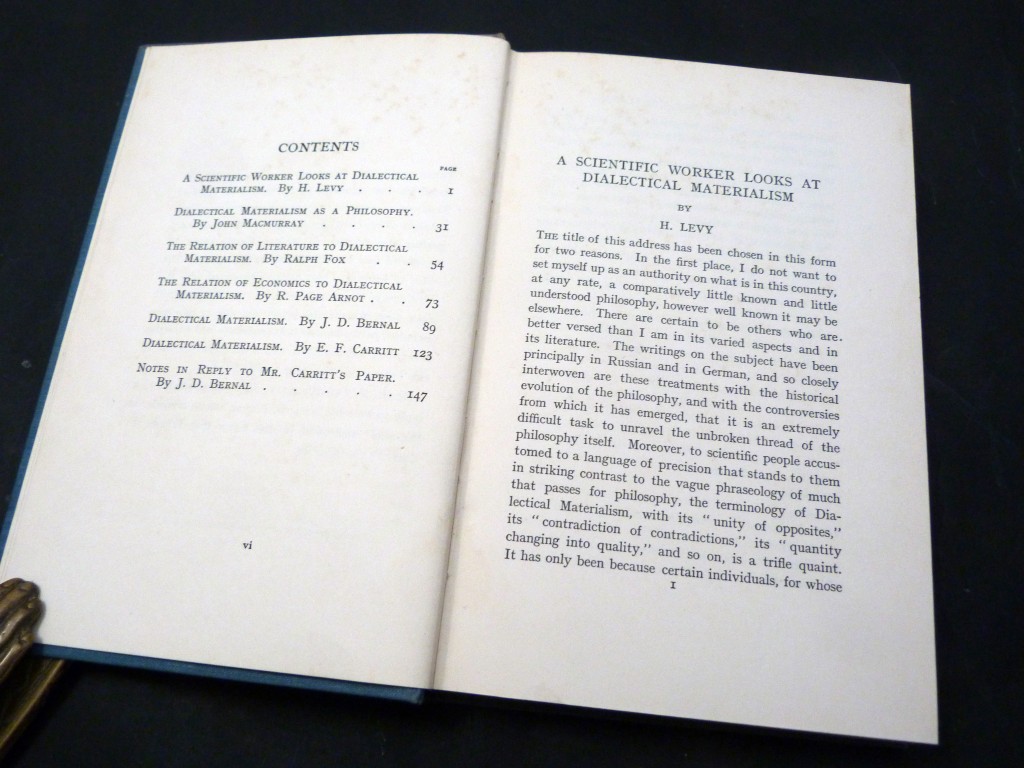 CONTENTS
PAGE
A Scientific Worker Looks at Dialectical
Materialism. By H. Levy . . . 1
Dialectical Materialism as a Philosophy.
By John Macmurray . . . . 31
The Relation of Literature to Dialectical
Materialism. By Ralph Fox . . 54
The Relation of Economics to Dialectical
Materialism. By R. Page Arnot . . 73
Dialectical Materialism. By J. D. Bernal 89
Dialectical Materialism. By E. F. Carritt 123
Notes in Reply to Mr. Carritt's Paper.
By J. D. Bernal . . . . . 147
vi
A SCIENTIFIC WORKER LOOKS AT
DIALECTICAL MATERIALISM
BY
H. LEVY
The title of this address has been chosen in this form
for two reasons. In the first place, I do not want to
set myself up as an authority on what is in this country,
at any rate, a comparatively little known and little
understood philosophy, however well known it may be
elsewhere. There are certain to be others who are
better versed than I am in its varied aspects and in
its literature. The writings on the subject have been
principally in Russian and in German, and so closely
interwoven are these treatments with the historical
evolution of the philosophy, and with the controversies
from which it has emerged, that it is an extremely
difficult task to unravel the unbroken thread of the
philosophy itself. Moreover, to scientific people accus-
tomed to a language of precision that stands to them
in striking contrast to the vague phraseology of much
that passes for philosophy, the terminology of Dia-
lectical Materialism, with its "unity of opposites,"
its "contradiction of contradictions," its "quantity
changing into quality," and so on, is a trifle quaint.
It has only been because certain individuals, for whose
1